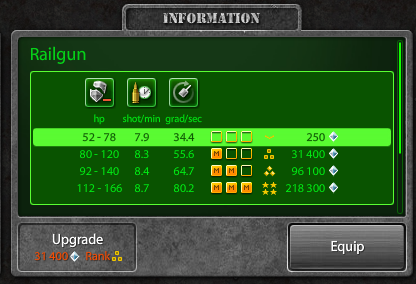 INFORMATION
Railgun
hp shot/min grad/sec
52 - 78 7.9 34.4 250
80 - 120 8.3 55.6 M 31 400
92 - 140 8.4 64.7 M M 96 100
112 - 166 8.7 80.2 M M M 218 300
Upgrade
31 400 Rank
Equip